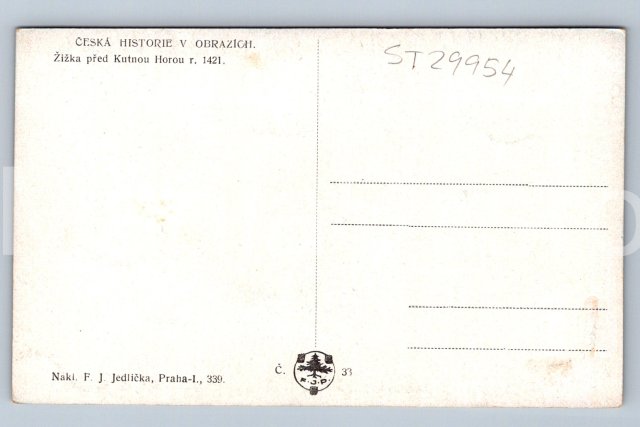 ČESKÁ HISTORIE V OBRAZÍCH.
Žižka před Kutnou Horou r. 1421.
ST29954
Nakl. F. J. Jedlička, Praha-I., 339.
Č. 33
F. J. P.